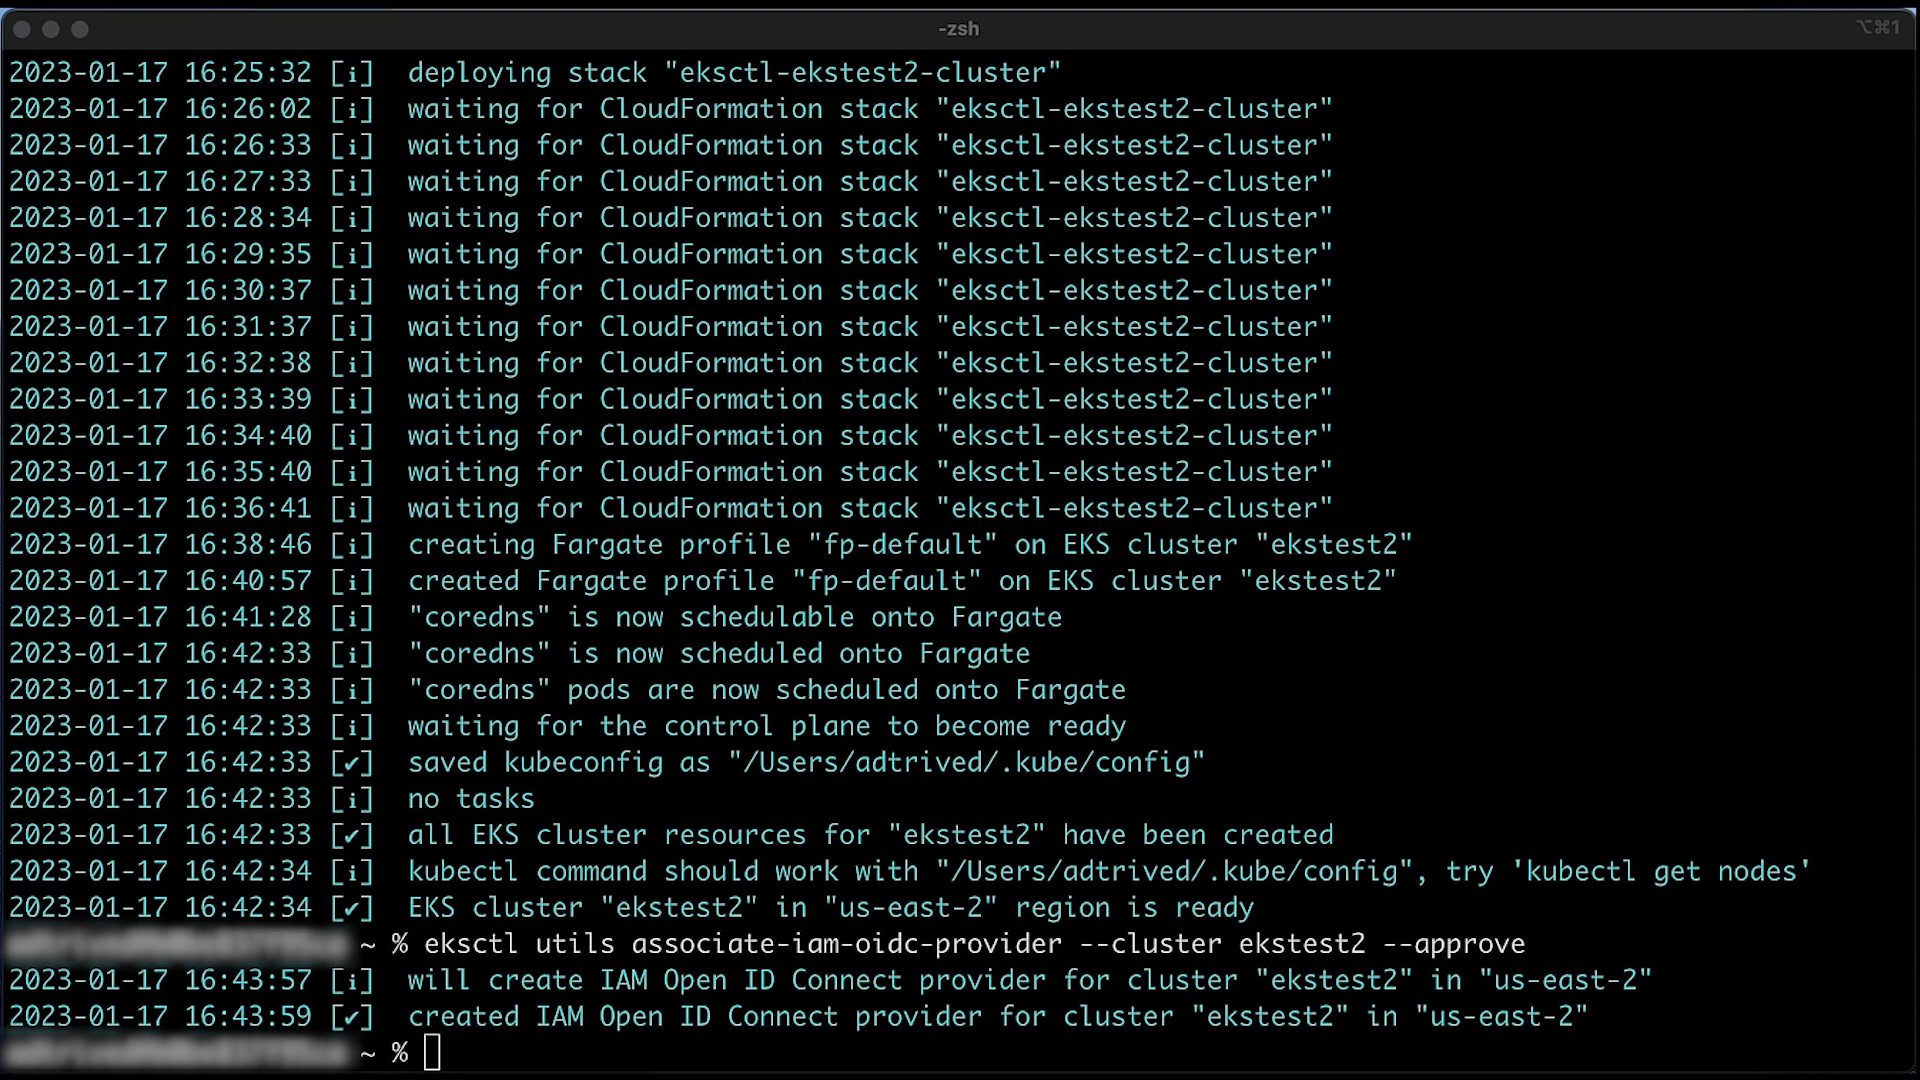 -zsh
⌥⌘1
2023-01-17 16:25:32 [ℹ]  deploying stack "eksctl-ekstest2-cluster"
2023-01-17 16:26:02 [ℹ]  waiting for CloudFormation stack "eksctl-ekstest2-cluster"
2023-01-17 16:26:33 [ℹ]  waiting for CloudFormation stack "eksctl-ekstest2-cluster"
2023-01-17 16:27:33 [ℹ]  waiting for CloudFormation stack "eksctl-ekstest2-cluster"
2023-01-17 16:28:34 [ℹ]  waiting for CloudFormation stack "eksctl-ekstest2-cluster"
2023-01-17 16:29:35 [ℹ]  waiting for CloudFormation stack "eksctl-ekstest2-cluster"
2023-01-17 16:30:37 [ℹ]  waiting for CloudFormation stack "eksctl-ekstest2-cluster"
2023-01-17 16:31:37 [ℹ]  waiting for CloudFormation stack "eksctl-ekstest2-cluster"
2023-01-17 16:32:38 [ℹ]  waiting for CloudFormation stack "eksctl-ekstest2-cluster"
2023-01-17 16:33:39 [ℹ]  waiting for CloudFormation stack "eksctl-ekstest2-cluster"
2023-01-17 16:34:40 [ℹ]  waiting for CloudFormation stack "eksctl-ekstest2-cluster"
2023-01-17 16:35:40 [ℹ]  waiting for CloudFormation stack "eksctl-ekstest2-cluster"
2023-01-17 16:36:41 [ℹ]  waiting for CloudFormation stack "eksctl-ekstest2-cluster"
2023-01-17 16:38:46 [ℹ]  creating Fargate profile "fp-default" on EKS cluster "ekstest2"
2023-01-17 16:40:57 [ℹ]  created Fargate profile "fp-default" on EKS cluster "ekstest2"
2023-01-17 16:41:28 [ℹ]  "coredns" is now schedulable onto Fargate
2023-01-17 16:42:33 [ℹ]  "coredns" is now scheduled onto Fargate
2023-01-17 16:42:33 [ℹ]  "coredns" pods are now scheduled onto Fargate
2023-01-17 16:42:33 [ℹ]  waiting for the control plane to become ready
2023-01-17 16:42:33 [✔]  saved kubeconfig as "/Users/adtrived/.kube/config"
2023-01-17 16:42:33 [ℹ]  no tasks
2023-01-17 16:42:33 [✔]  all EKS cluster resources for "ekstest2" have been created
2023-01-17 16:42:34 [ℹ]  kubectl command should work with "/Users/adtrived/.kube/config", try 'kubectl get nodes'
2023-01-17 16:42:34 [✔]  EKS cluster "ekstest2" in "us-east-2" region is ready
~ % eksctl utils associate-iam-oidc-provider --cluster ekstest2 --approve
2023-01-17 16:43:57 [ℹ]  will create IAM Open ID Connect provider for cluster "ekstest2" in "us-east-2"
2023-01-17 16:43:59 [✔]  created IAM Open ID Connect provider for cluster "ekstest2" in "us-east-2"
~ %